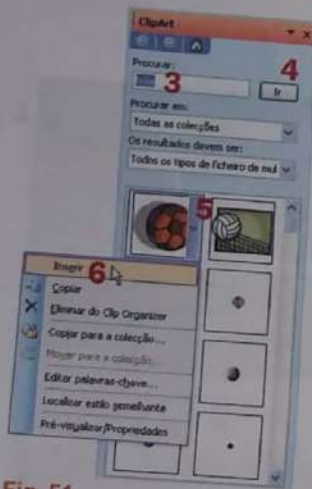 ClipArt
Procurar:
3
4
Ir
Procurar em:
Todas as colecções
Os resultados devem ser:
Todos os tipos de ficheiro de mul
5
Inserir 6
Copiar
Eliminar do Clip Organizer
Copiar para a colecção...
Mover para a colecção...
Editar palavras-chave...
Localizar estilo semelhante
Pré-visualizar/Propriedades
Fig. 51